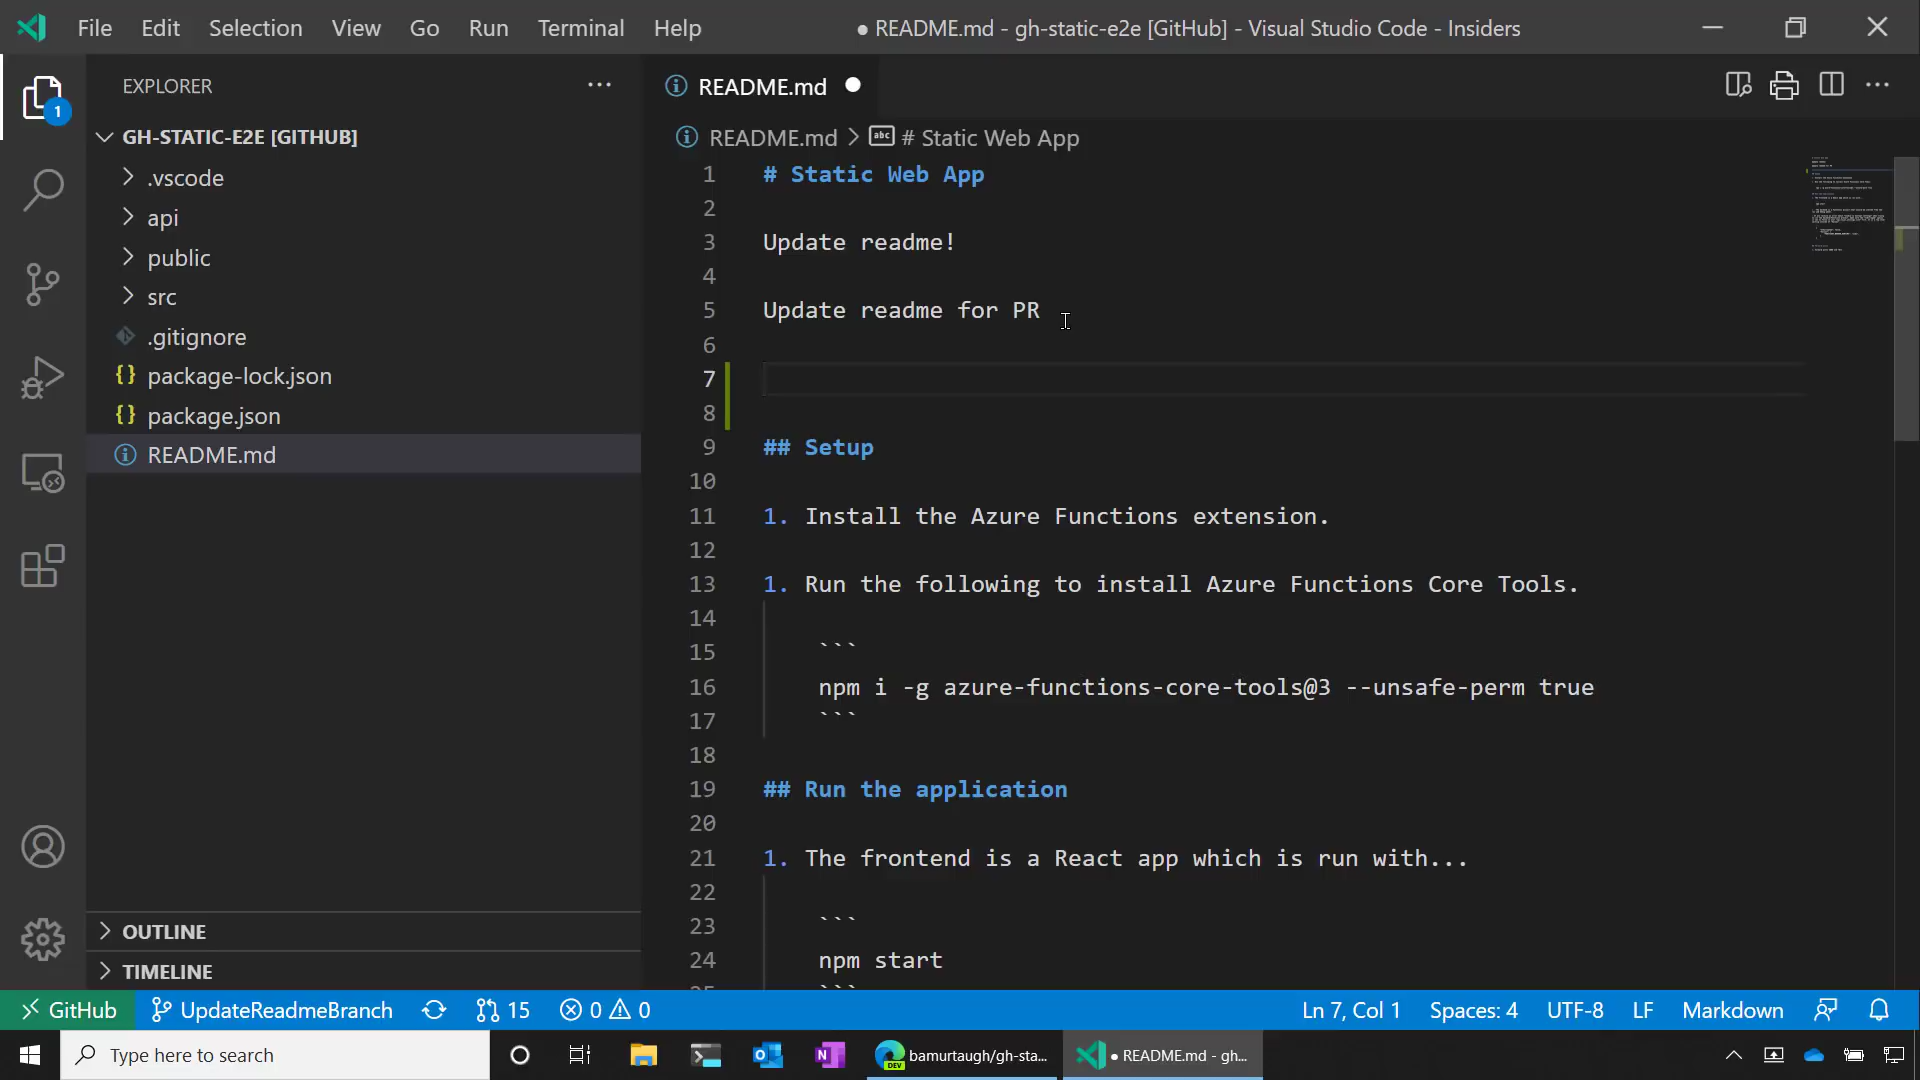 File Edit Selection View Go Run Terminal Help
● README.md - gh-static-e2e [GitHub] - Visual Studio Code - Insiders
EXPLORER
1
GH-STATIC-E2E [GITHUB]
.vscode
api
public
src
.gitignore
{} package-lock.json
{} package.json
README.md
OUTLINE
TIMELINE
README.md
README.md > abc # Static Web App
1 # Static Web App
2
3 Update readme!
4
5 Update readme for PR
6
7
8
9 ## Setup
10
11 1. Install the Azure Functions extension.
12
13 1. Run the following to install Azure Functions Core Tools.
14
15 ```
16 npm i -g azure-functions-core-tools@3 --unsafe-perm true
17 ```
18
19 ## Run the application
20
21 1. The frontend is a React app which is run with...
22
23 ```
24 npm start
25 ```
GitHub UpdateReadmeBranch 15 0 0 Ln 7, Col 1 Spaces: 4 UTF-8 LF Markdown
Type here to search
DEV bamurtaugh/gh-sta...
● README.md - gh...